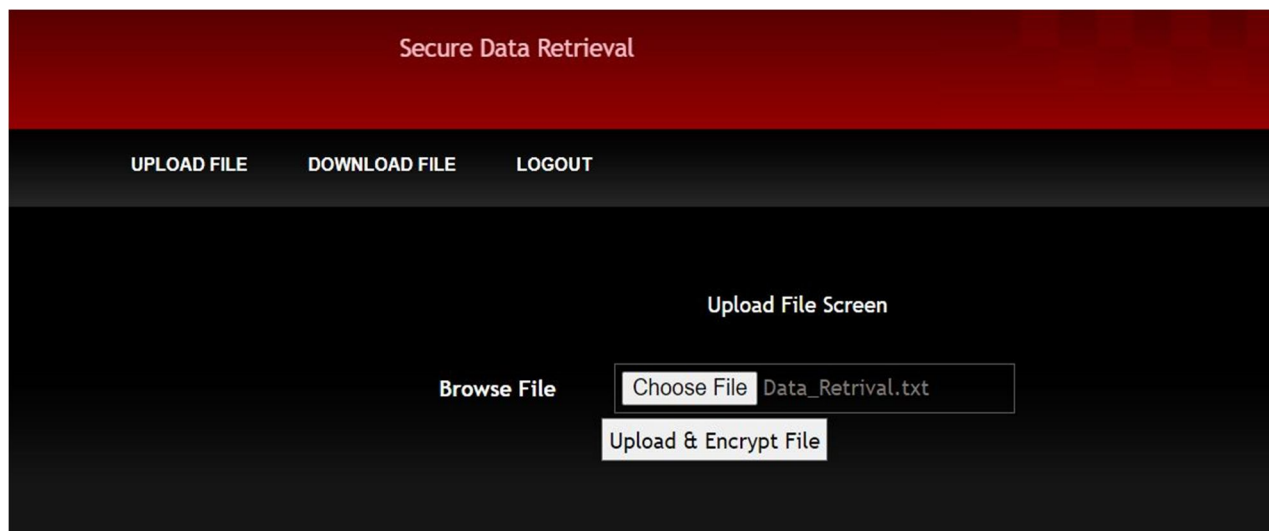 Secure Data Retrieval
UPLOAD FILE DOWNLOAD FILE LOGOUT
Upload File Screen
Browse File Choose File Data_Retrival.txt
Upload & Encrypt File